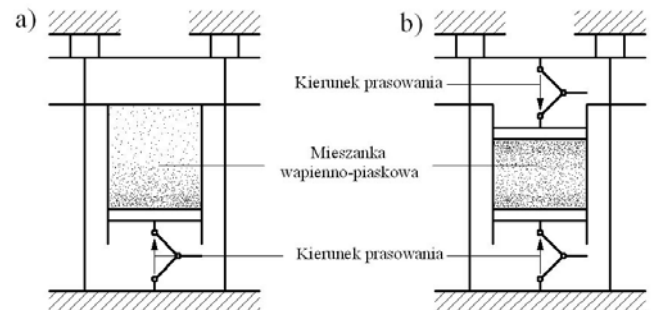 a)
b)
Kierunek prasowania
Mieszanka
wapienno-piaskowa
Kierunek prasowania